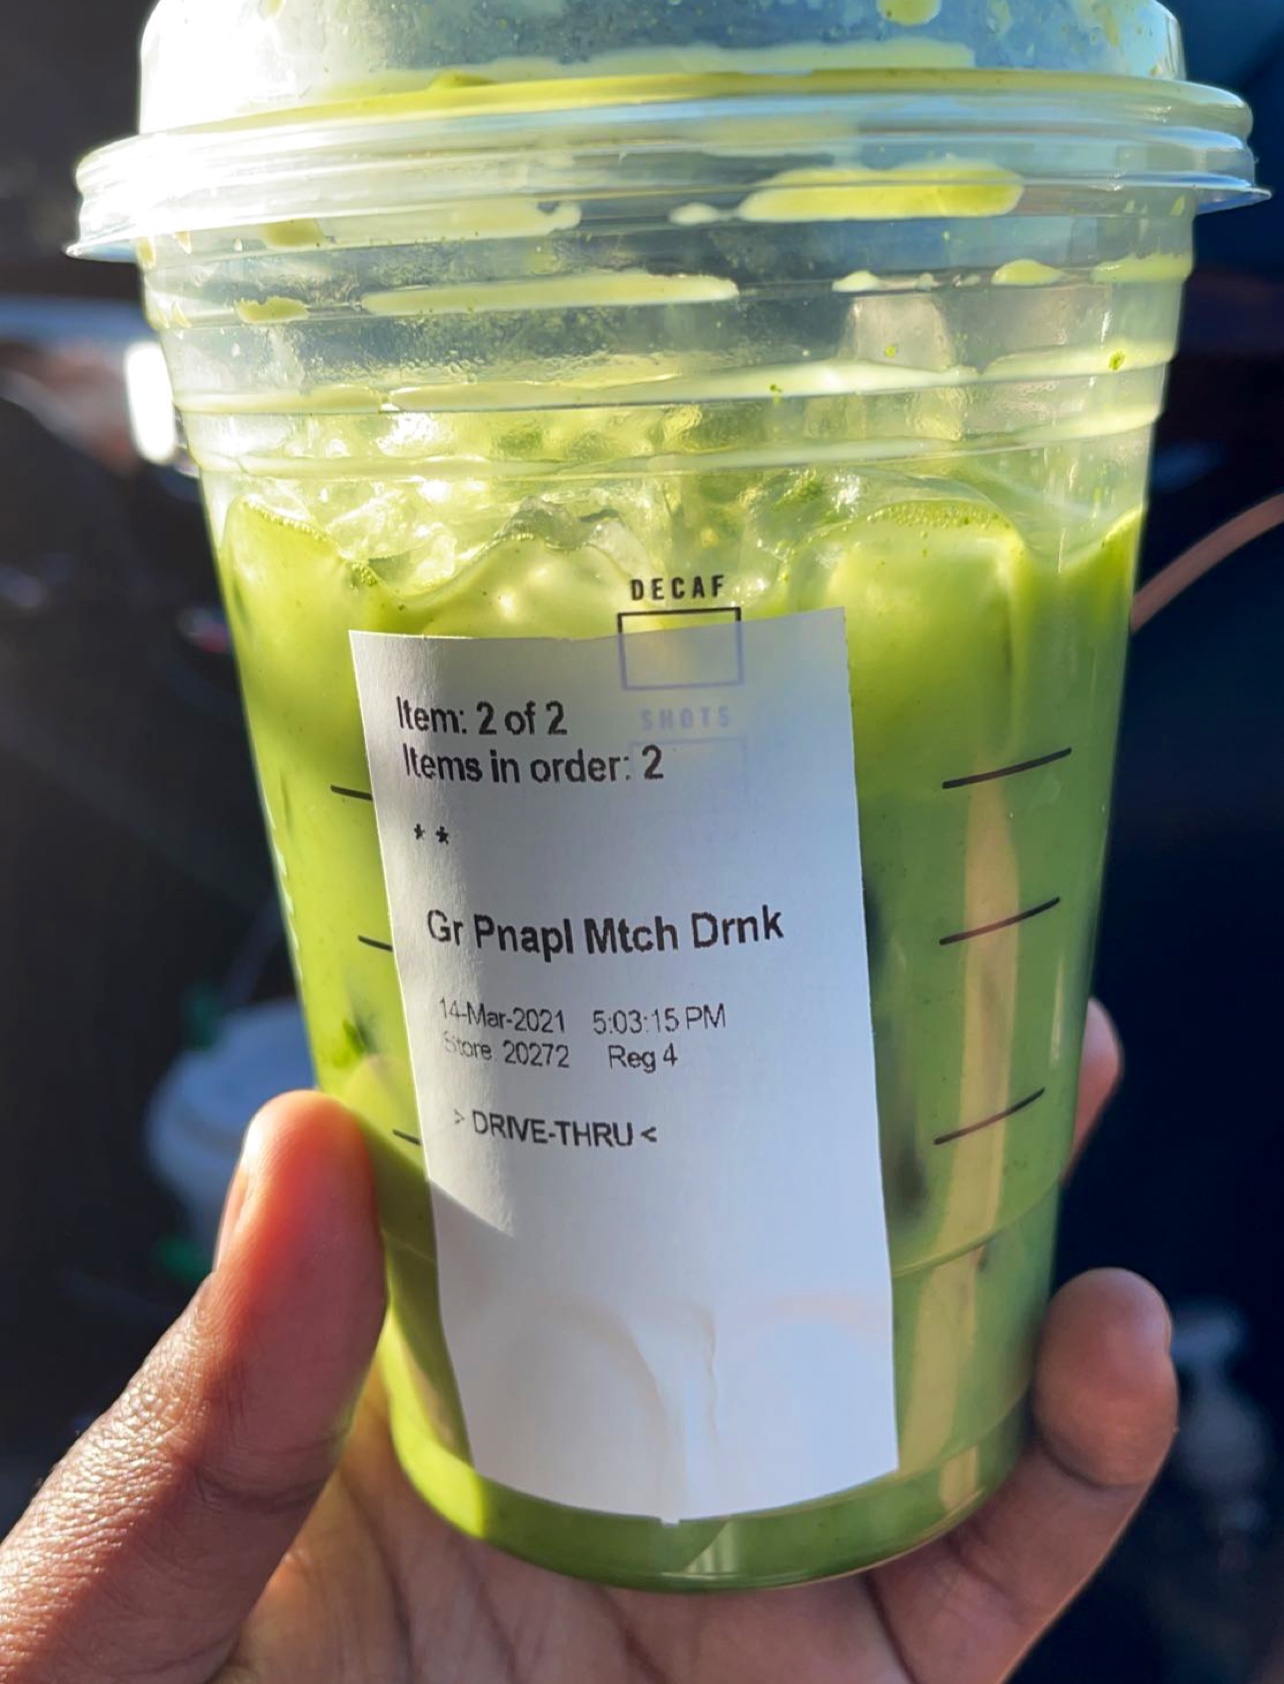 DECAF
SHOTS
Item: 2 of 2
Items in order: 2
* *
Gr Pnapl Mtch Drnk
14-Mar-2021 5:03:15 PM
Store 20272 Reg 4
> DRIVE-THRU <